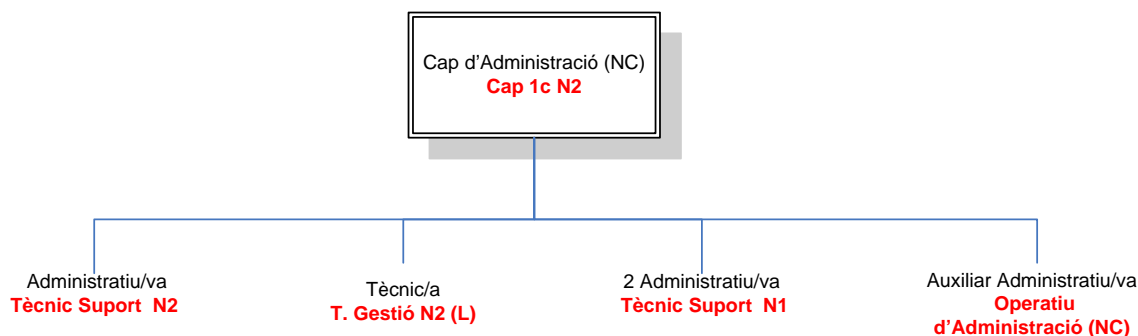 Cap d'Administració (NC)
Cap 1c N2
Administratiu/va
Tècnic Suport N2
Tècnic/a
T. Gestió N2 (L)
2 Administratiu/va
Tècnic Suport N1
Auxiliar Administratiu/va
Operatiu
d'Administració (NC)